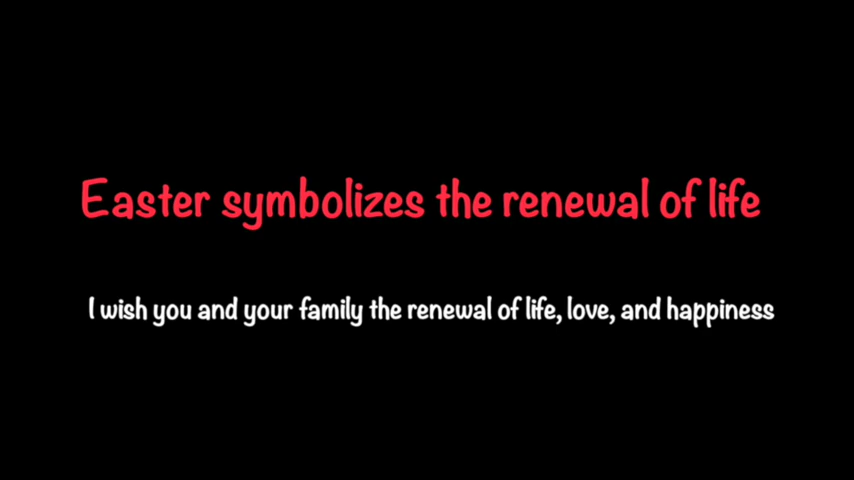 Easter symbolizes the renewal of life
I wish you and your family the renewal of life, love, and happiness